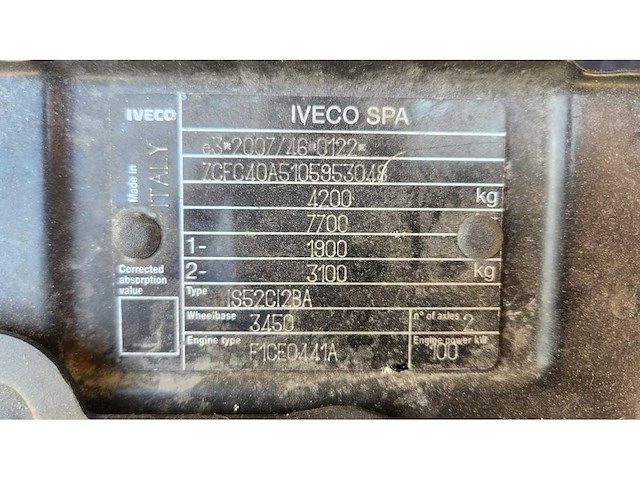 IVECO IVECO SPA
Made in ITALY
e3*2007/46*0122*
ZCFC40A5105953048
4200 kg
7700
1- 1900
2- 3100 kg
Corrected
absorption
value
Type IS52CI2BA
Wheelbase 3450 n° of axles 2
Engine type F1CE0441A Engine power kW 100